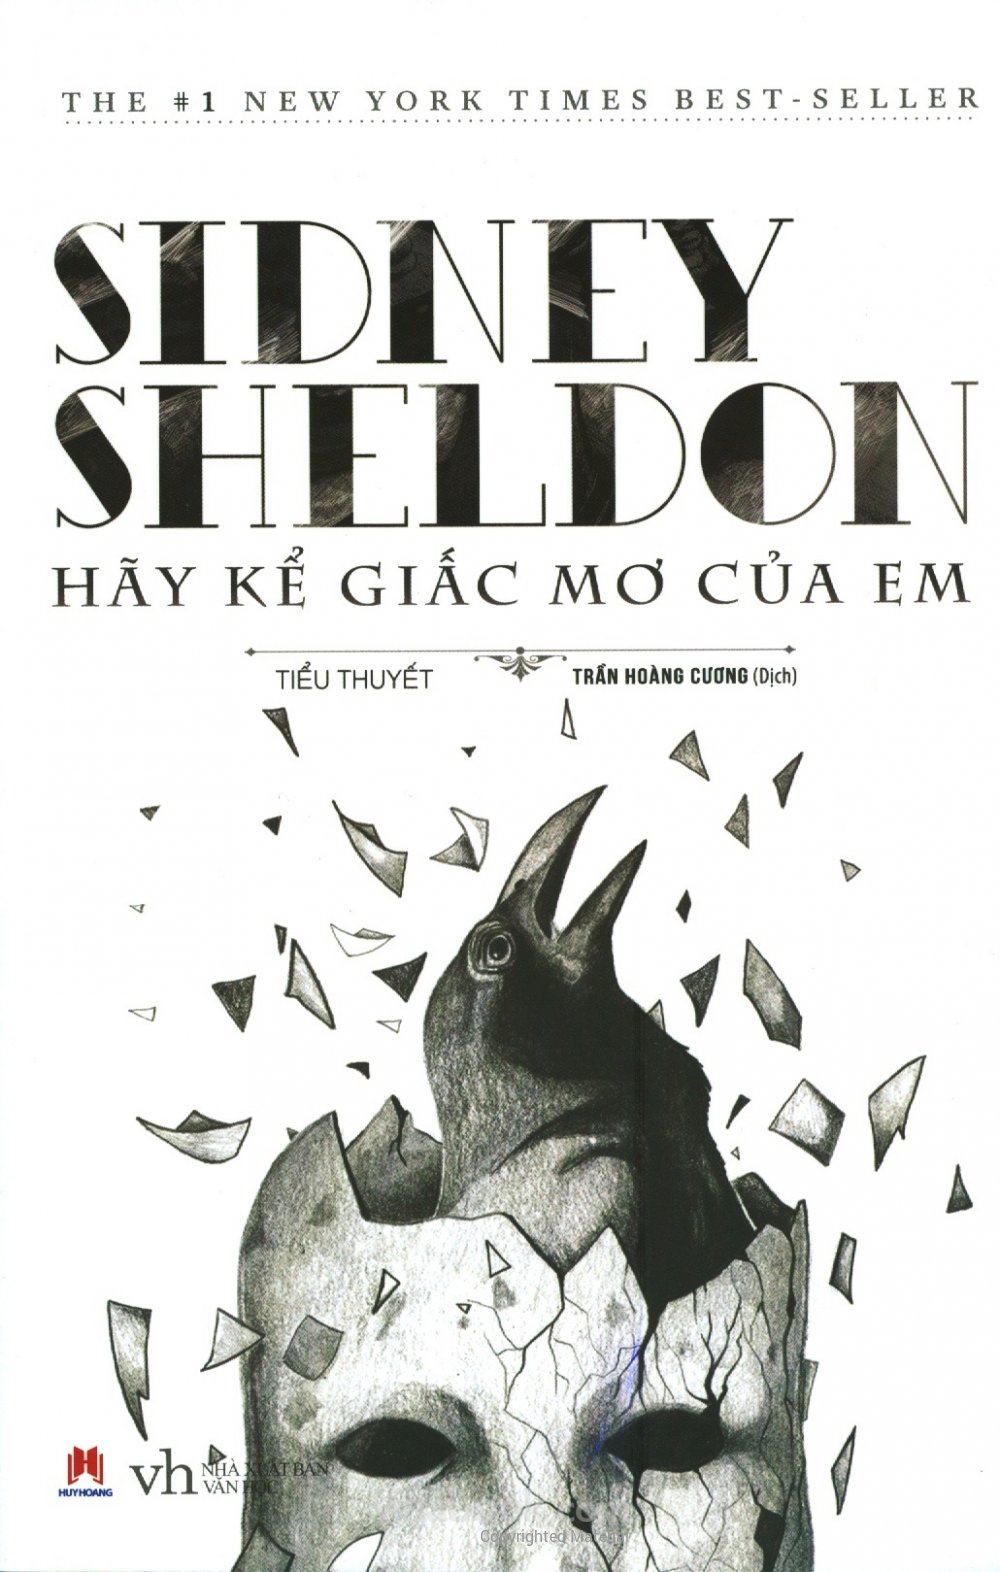 THE #1 NEW YORK TIMES BEST-SELLER
SIDNEY
SHELDON
HÃY KỂ GIẤC MƠ CỦA EM
TIỂU THUYẾT
TRẦN HOÀNG CƯƠNG (Dịch)
HUYHOANG
vh NHÀ XUẤT BẢN
VĂN HỌC
Copyrighted Material